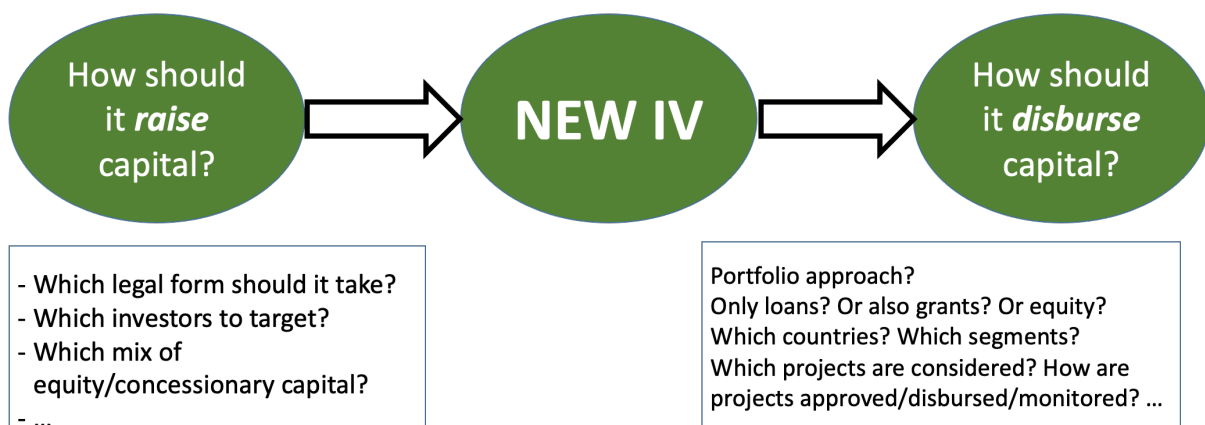 How should
it raise
capital?
NEW IV
How should
it disburse
capital?
- Which legal form should it take?
- Which investors to target?
- Which mix of
equity/concessionary capital?
- ...
Portfolio approach?
Only loans? Or also grants? Or equity?
Which countries? Which segments?
Which projects are considered? How are
projects approved/disbursed/monitored? ...